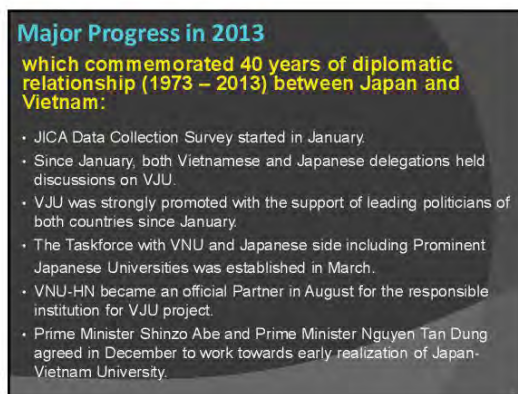 Major Progress in 2013
which commemorated 40 years of diplomatic
relationship (1973 – 2013) between Japan and
Vietnam:
• JICA Data Collection Survey started in January.
• Since January, both Vietnamese and Japanese delegations held
discussions on VJU.
• VJU was strongly promoted with the support of leading politicians of
both countries since January.
• The Taskforce with VNU and Japanese side including Prominent
Japanese Universities was established in March.
• VNU-HN became an official Partner in August for the responsible
institution for VJU project.
• Prime Minister Shinzo Abe and Prime Minister Nguyen Tan Dung
agreed in December to work towards early realization of Japan-
Vietnam University.